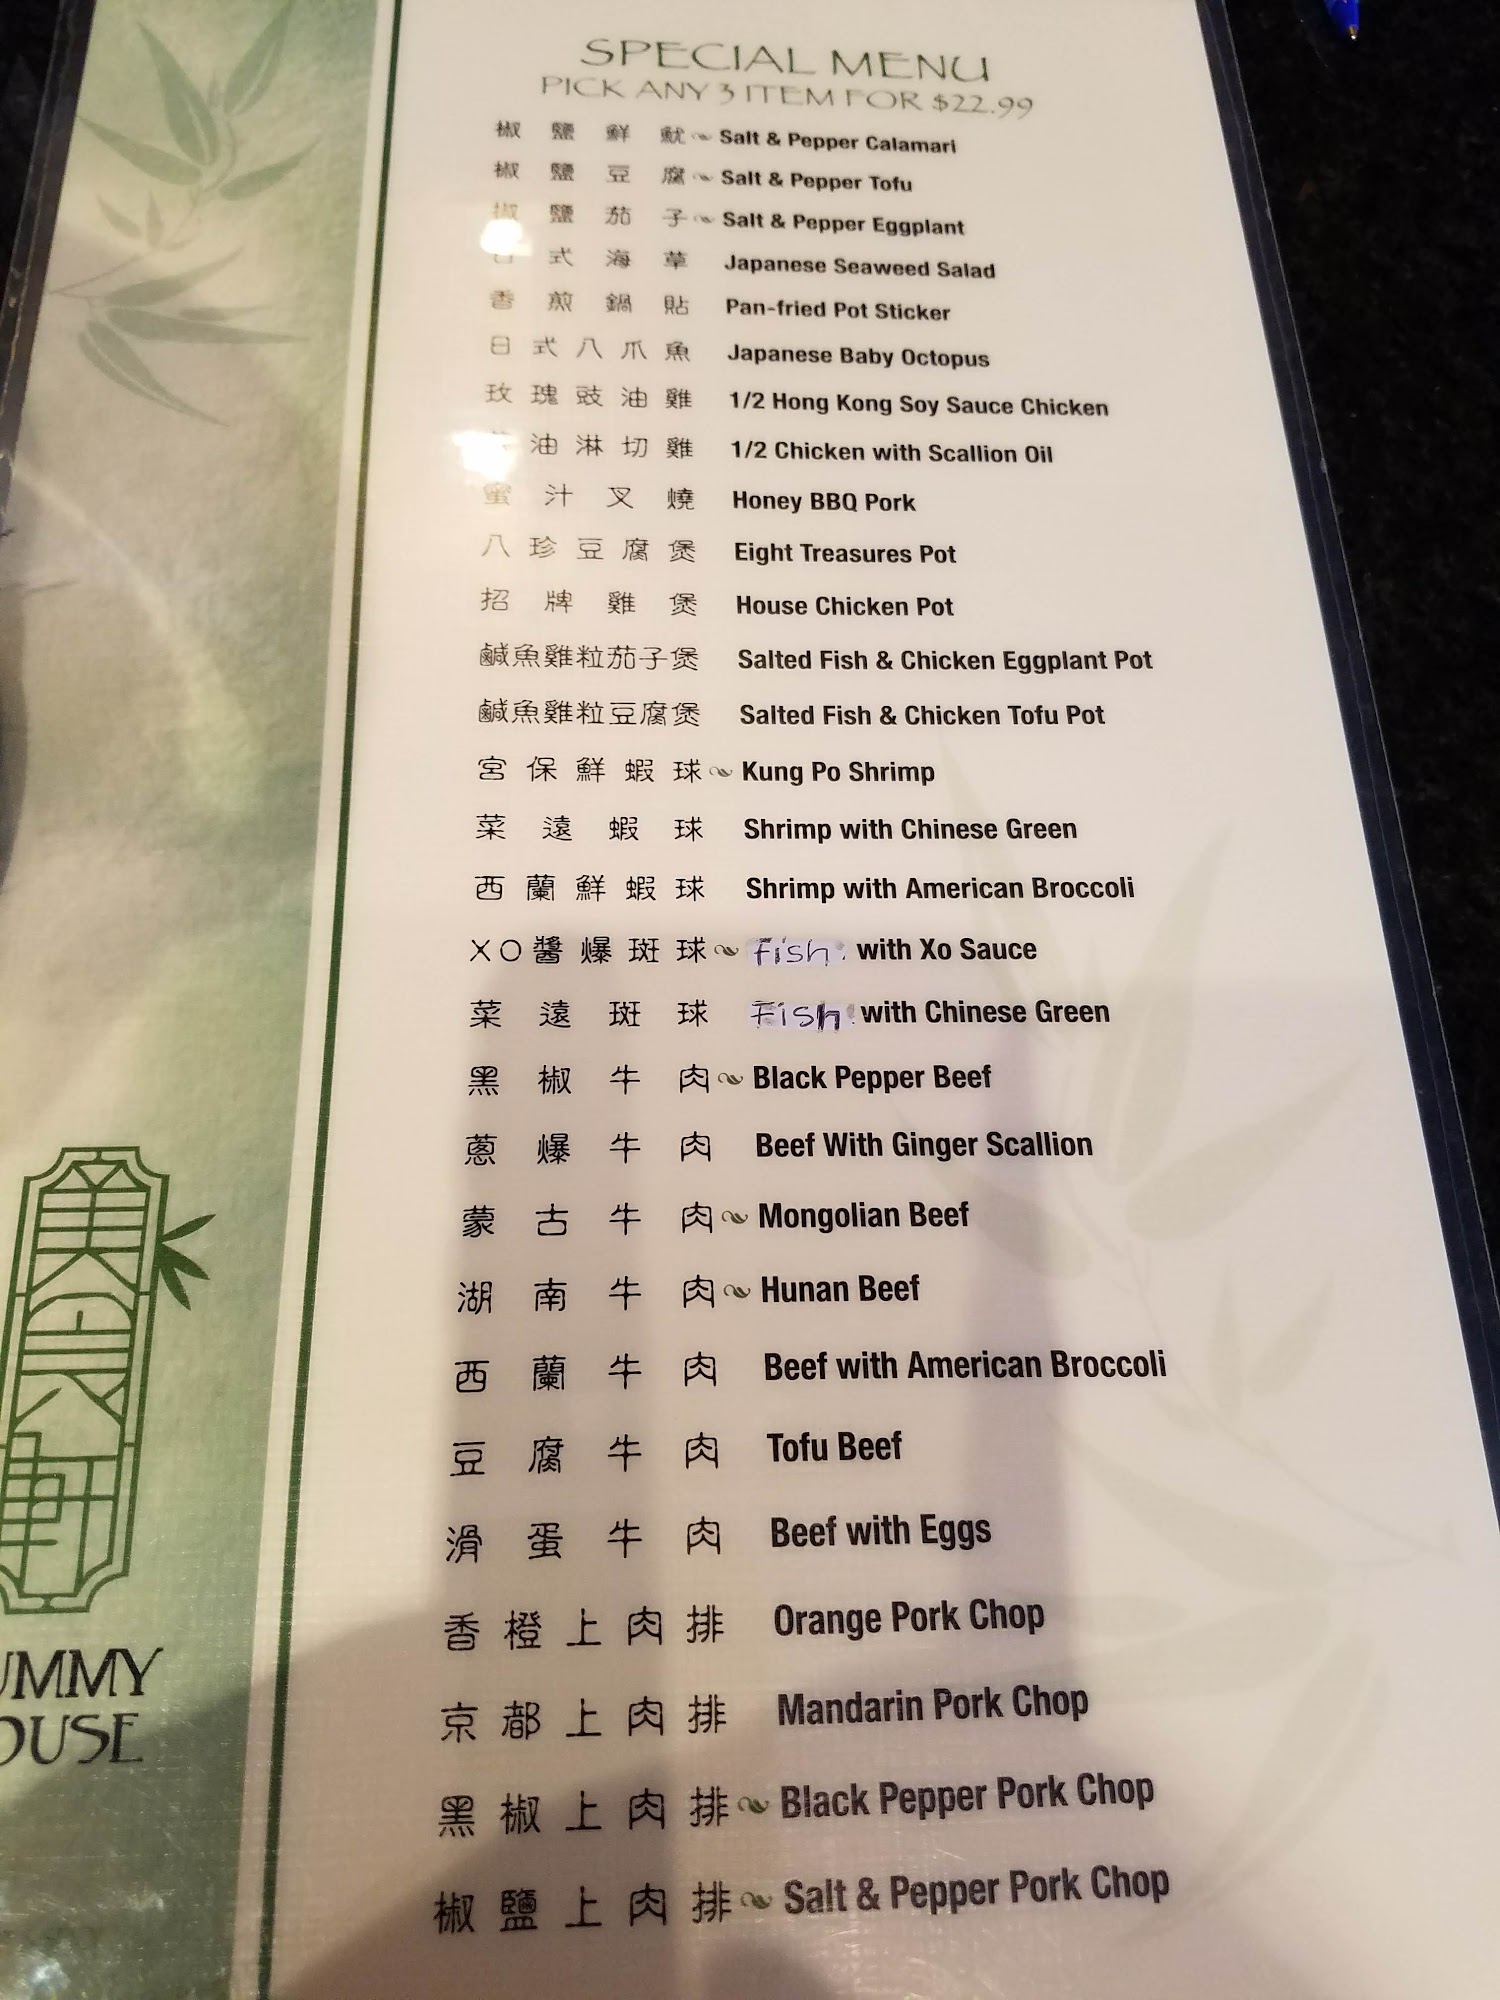 SPECIAL MENU
PICK ANY 3 ITEM FOR $22.99
椒鹽鮮魷 Salt & Pepper Calamari
椒鹽豆腐 Salt & Pepper Tofu
椒鹽茄子 Salt & Pepper Eggplant
式海草 Japanese Seaweed Salad
香煎鍋貼 Pan-fried Pot Sticker
日式八爪魚 Japanese Baby Octopus
玫瑰豉油雞 1/2 Hong Kong Soy Sauce Chicken
油淋切雞 1/2 Chicken with Scallion Oil
蜜汁叉燒 Honey BBQ Pork
八珍豆腐煲 Eight Treasures Pot
招牌雞煲 House Chicken Pot
鹹魚雞粒茄子煲 Salted Fish & Chicken Eggplant Pot
鹹魚雞粒豆腐煲 Salted Fish & Chicken Tofu Pot
宮保鮮蝦球 Kung Po Shrimp
菜遠蝦球 Shrimp with Chinese Green
西蘭鮮蝦球 Shrimp with American Broccoli
XO醬爆斑球 Fish with Xo Sauce
菜遠斑球 Fish with Chinese Green
黑椒牛肉 Black Pepper Beef
蔥爆牛肉 Beef With Ginger Scallion
蒙古牛肉 Mongolian Beef
湖南牛肉 Hunan Beef
西蘭牛肉 Beef with American Broccoli
豆腐牛肉 Tofu Beef
滑蛋牛肉 Beef with Eggs
香橙上肉排 Orange Pork Chop
京都上肉排 Mandarin Pork Chop
黑椒上肉排 Black Pepper Pork Chop
椒鹽上肉排 Salt & Pepper Pork Chop
UMMY
OUSE